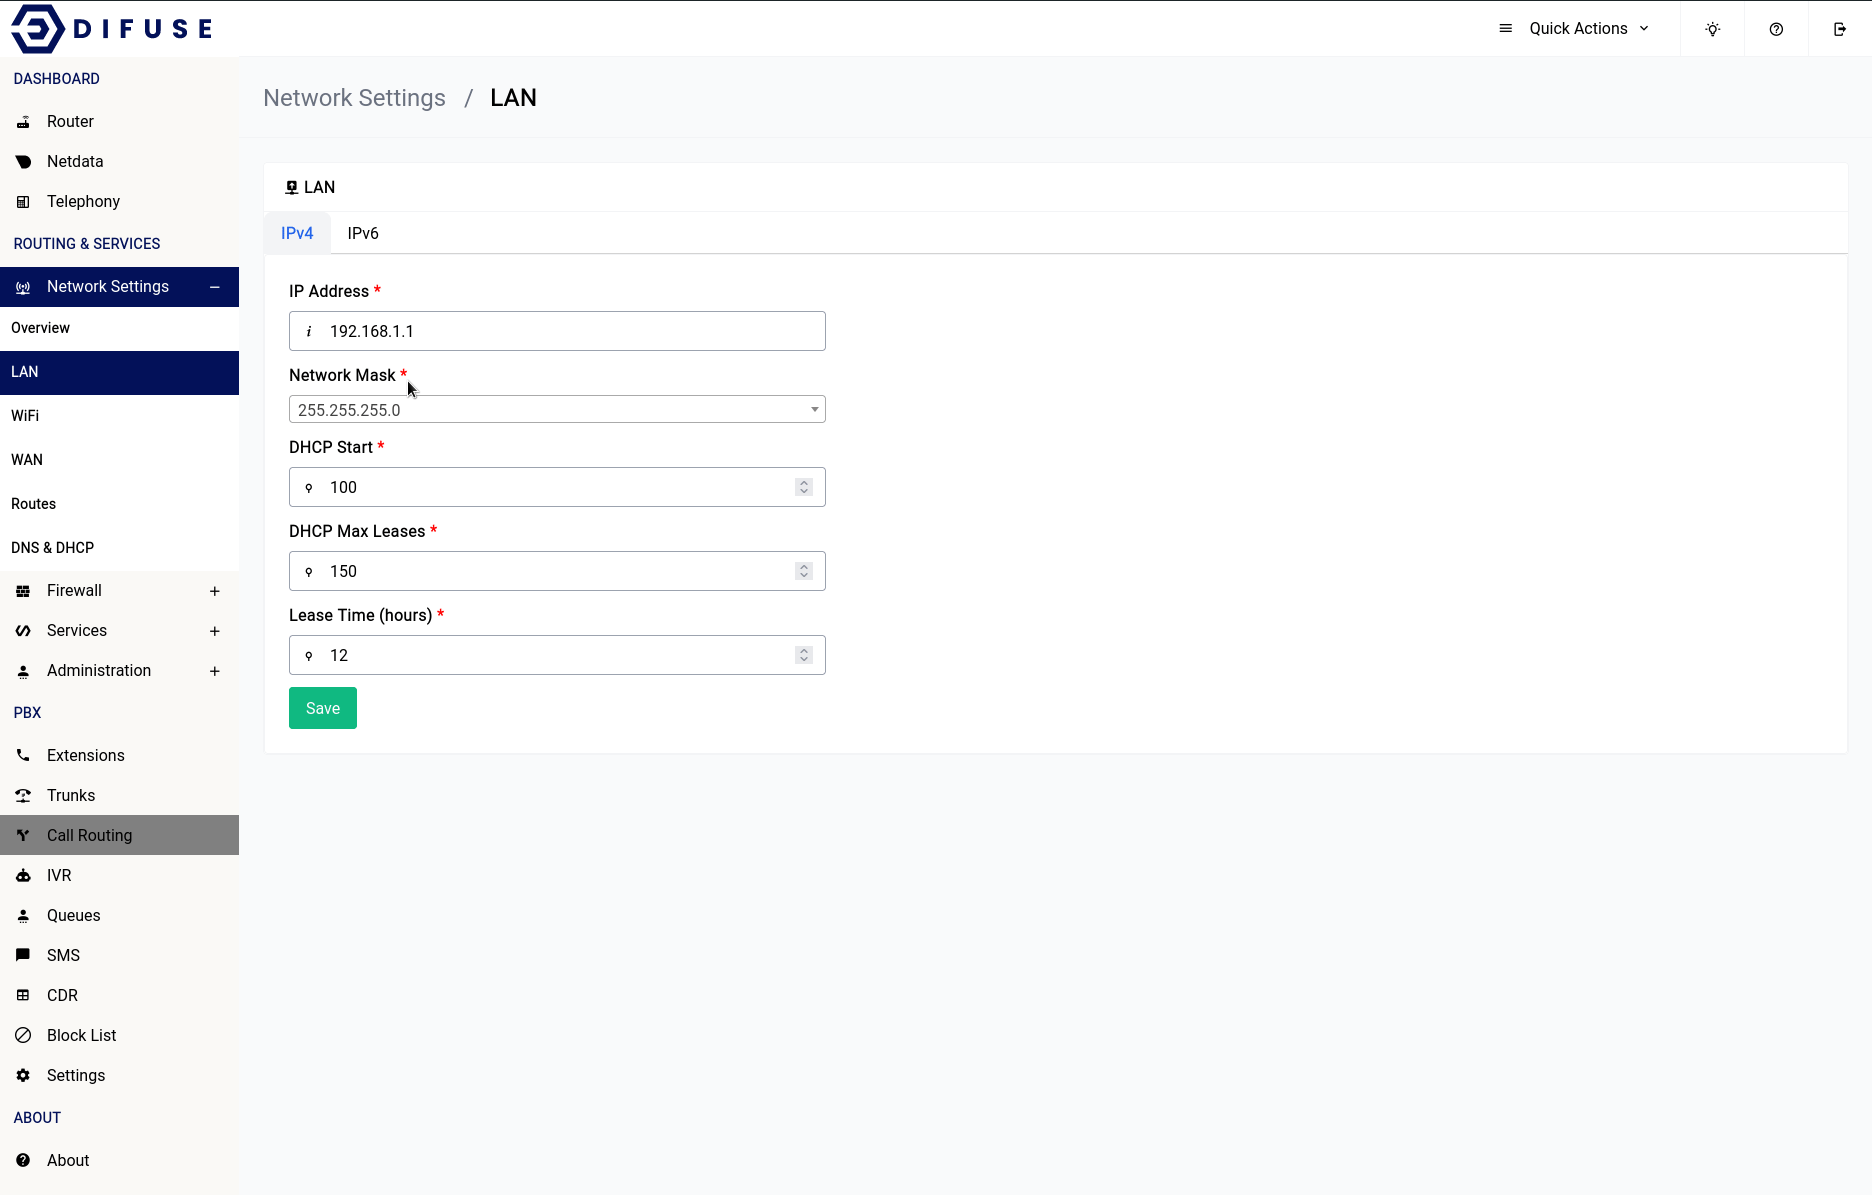 DIFUSE
Quick Actions
DASHBOARD
Router
Netdata
Telephony
ROUTING & SERVICES
Network Settings
Overview
LAN
WiFi
WAN
Routes
DNS & DHCP
Firewall
Services
Administration
PBX
Extensions
Trunks
Call Routing
IVR
Queues
SMS
CDR
Block List
Settings
ABOUT
About
Network Settings / LAN
LAN
IPv4 IPv6
IP Address *
192.168.1.1
Network Mask *
255.255.255.0
DHCP Start *
100
DHCP Max Leases *
150
Lease Time (hours) *
12
Save